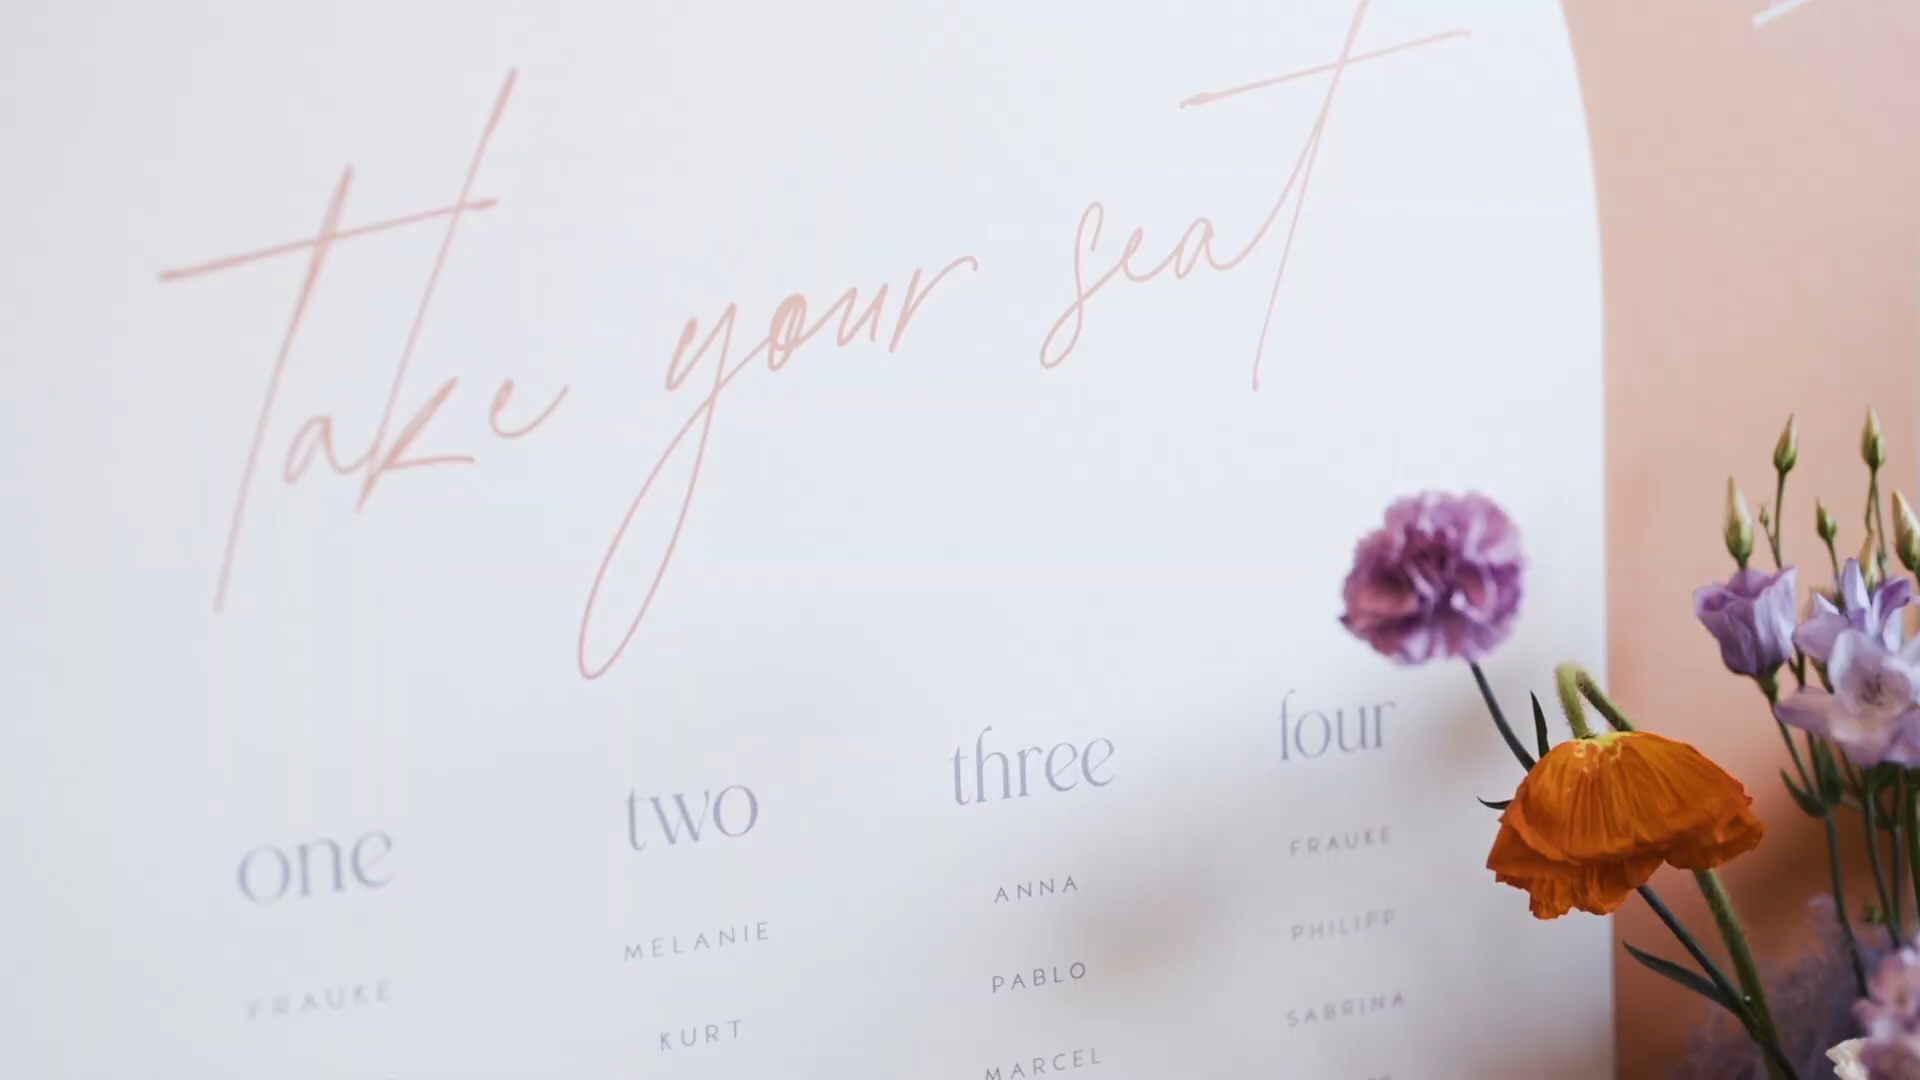 Take your seat
one
FRAUKE
two
MELANIE
KURT
three
ANNA
PABLO
MARCEL
four
FRAUKE
PHILIPP
SABRINA